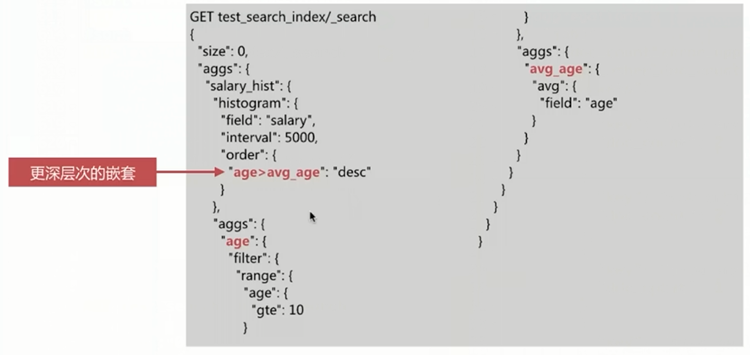 GET test_search_index/_search
{
"size": 0,
"aggs": {
"salary_hist": {
"histogram": {
"field": "salary",
"interval": 5000,
"order": {
更深层次的嵌套
"age>avg_age": "desc"
}
},
"aggs": {
"age": {
"filter": {
"range": {
"age": {
"gte": 10
}
}
},
"aggs": {
"avg_age": {
"avg": {
"field": "age"
}
}
}
}
}
}
}
}